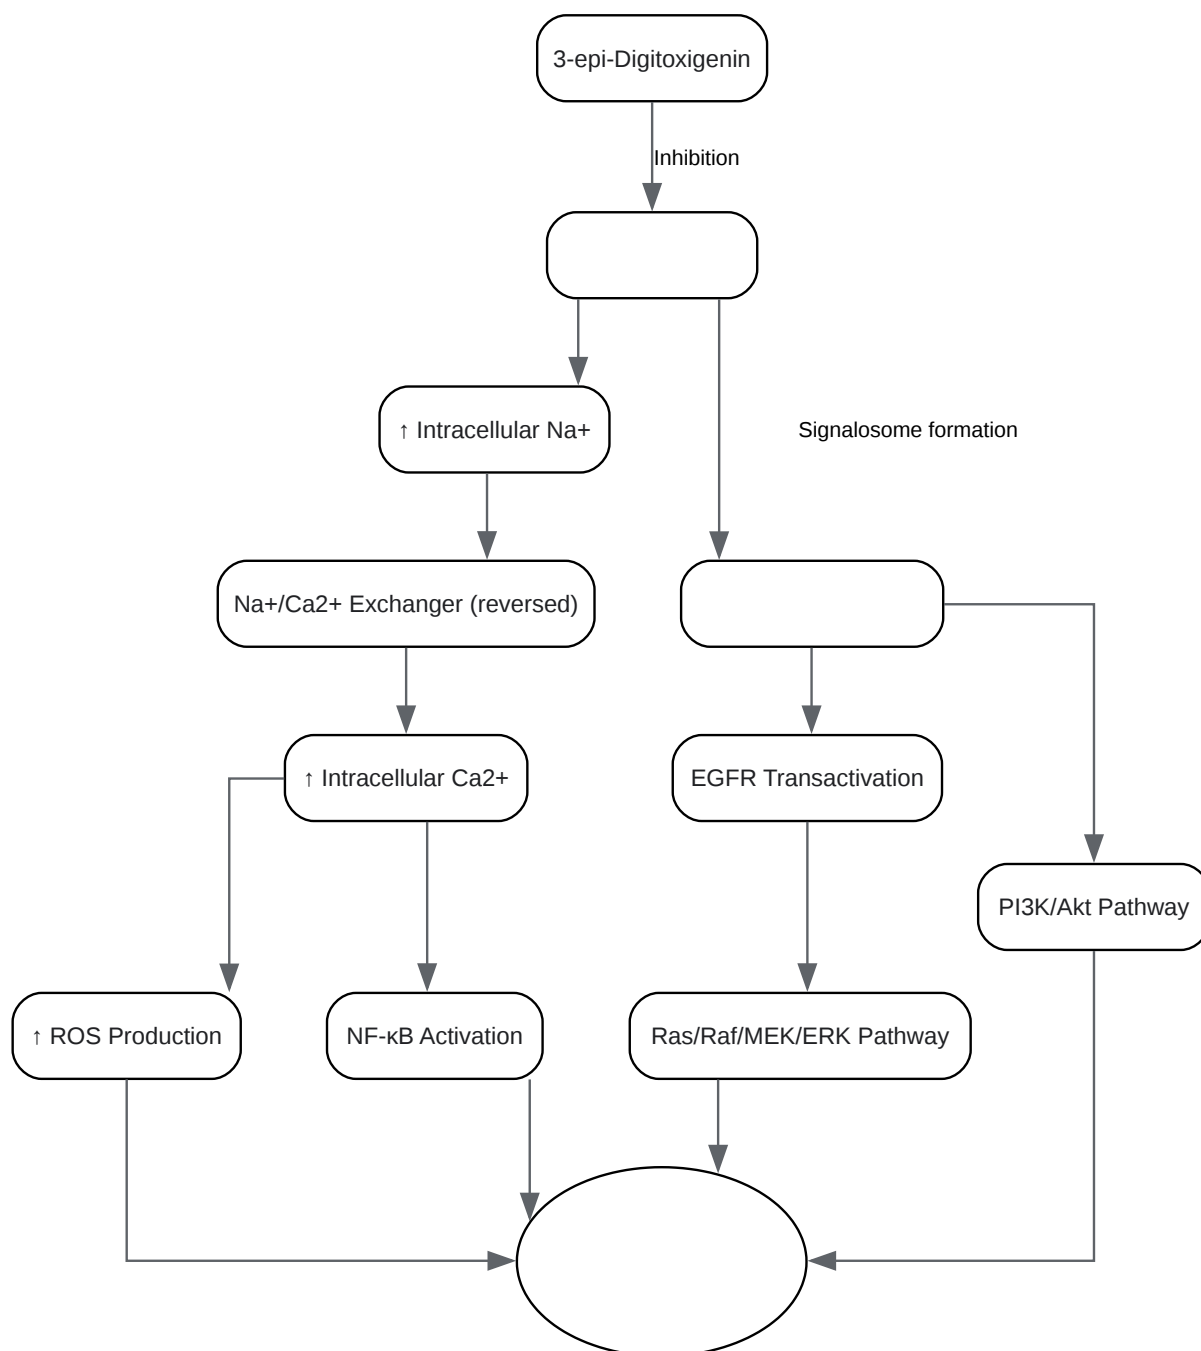 3-epi-Digitoxigenin
Inhibition
↑ Intracellular Na+
Signalosome formation
Na+/Ca2+ Exchanger (reversed)
↑ Intracellular Ca2+
EGFR Transactivation
PI3K/Akt Pathway
↑ ROS Production
NF-κB Activation
Ras/Raf/MEK/ERK Pathway